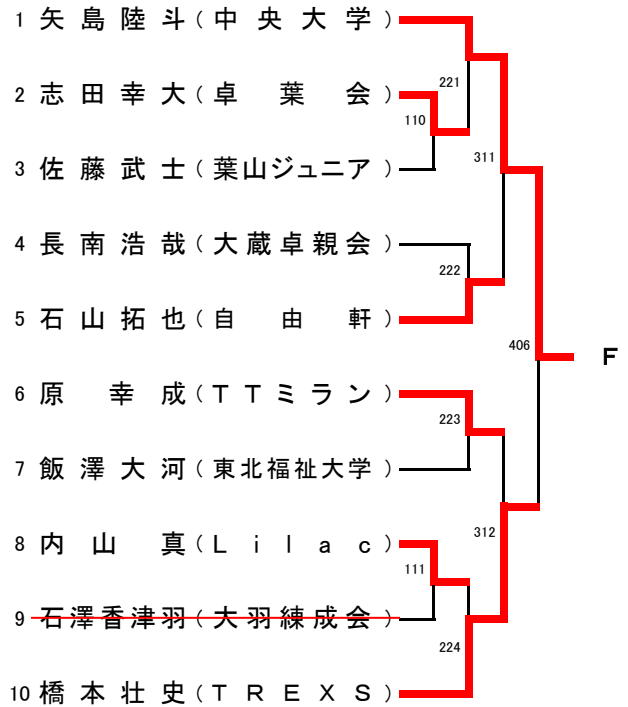 1 矢島陸斗(中央大学)
221
2 志田幸大(卓葉会)
110
311
3 佐藤武士(葉山ジュニア)
4 長南浩哉(大蔵卓親会)
222
5 石山拓也(自由軒)
406
F
6 原幸成(TTミラン)
223
7 飯澤大河(東北福祉大学)
312
8 内山真(Lilac)
111
9 石澤香津羽(大羽練成会)
224
10 橋本壮史(TREXS)